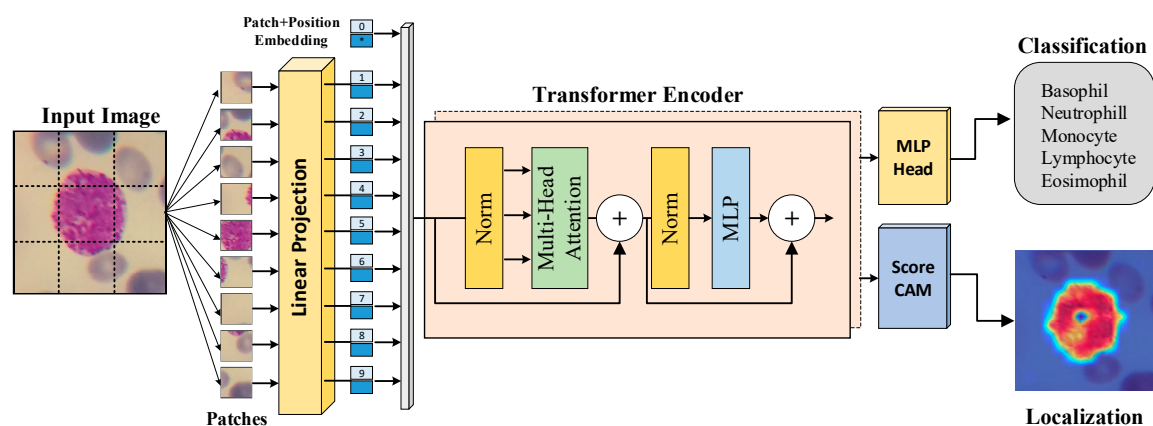 Patch+Position
Embedding
0
*
Input Image
1
2
3
4
5
6
7
8
9
Patches
Linear Projection
Transformer Encoder
Norm
Multi-Head
Attention
+
Norm
MLP
+
MLP
Head
Score
CAM
Classification
Basophil
Neutrophill
Monocyte
Lymphocyte
Eosimophil
Localization